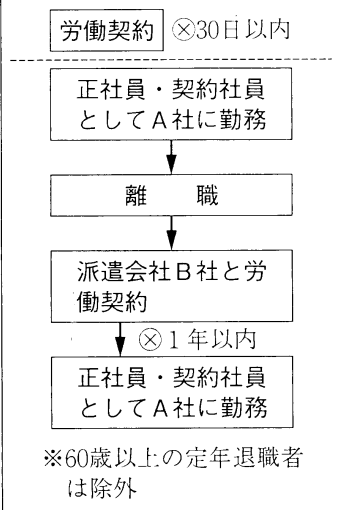 労働契約 ⊗30日以内
正社員・契約社員
としてA社に勤務
離　職
派遣会社B社と労
働契約
⊗1年以内
正社員・契約社員
としてA社に勤務
※60歳以上の定年退職者
は除外